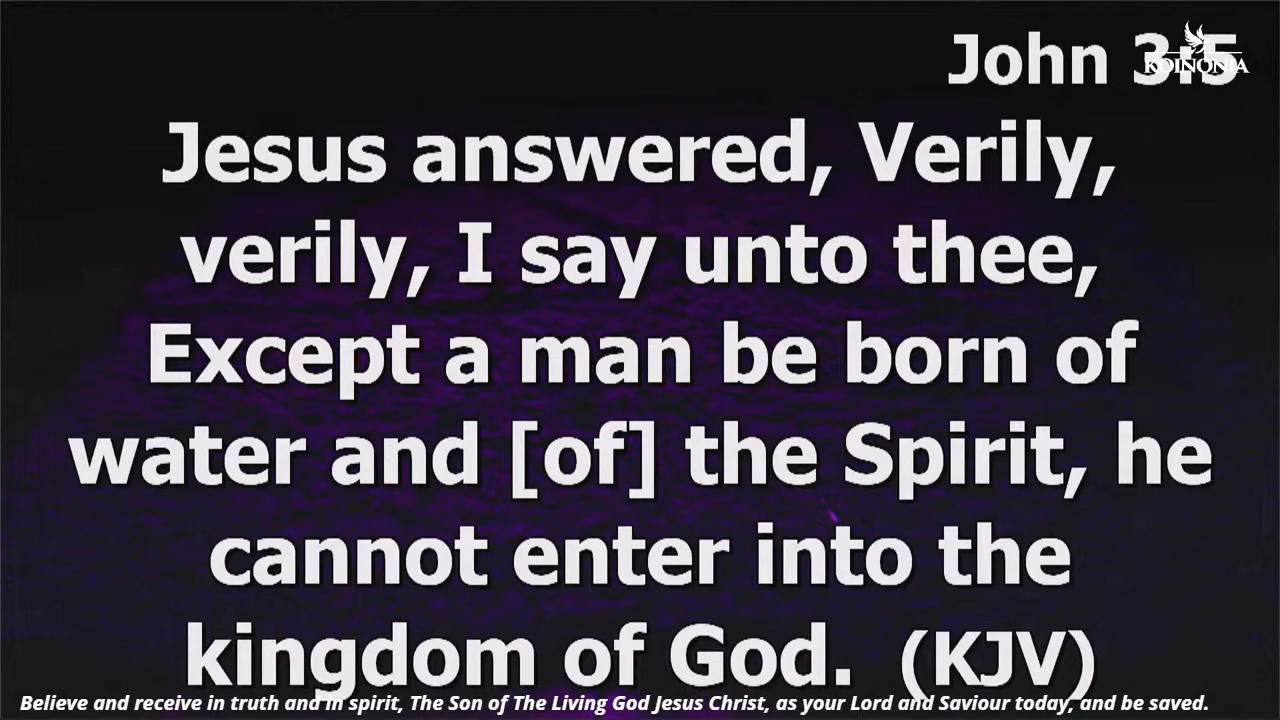 John 3:5
KOINONIA
Jesus answered, Verily,
verily, I say unto thee,
Except a man be born of
water and [of] the Spirit, he
cannot enter into the
kingdom of God. (KJV)
Believe and receive in truth and in spirit, The Son of The Living God Jesus Christ, as your Lord and Saviour today, and be saved.